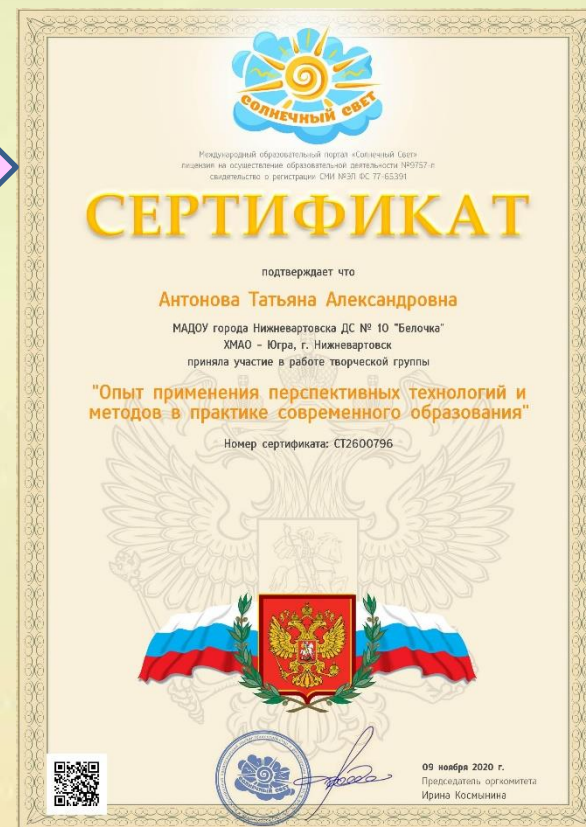 СОЛНЕЧНЫЙ СВЕТ
Международный образовательный портал «Солнечный Свет»
лицензия на осуществление образовательной деятельности №9757-л
свидетельство о регистрации СМИ №ЭЛ ФС 77-65391
СЕРТИФИКАТ
подтверждает что
Антонова Татьяна Александровна
МАДОУ города Нижневартовска ДС № 10 "Белочка"
ХМАО - Югра, г. Нижневартовск
приняла участие в работе творческой группы
"Опыт применения перспективных технологий и
методов в практике современного образования"
Номер сертификата: СТ2600796
09 ноября 2020 г.
Председатель оргкомитета
Ирина Космынина